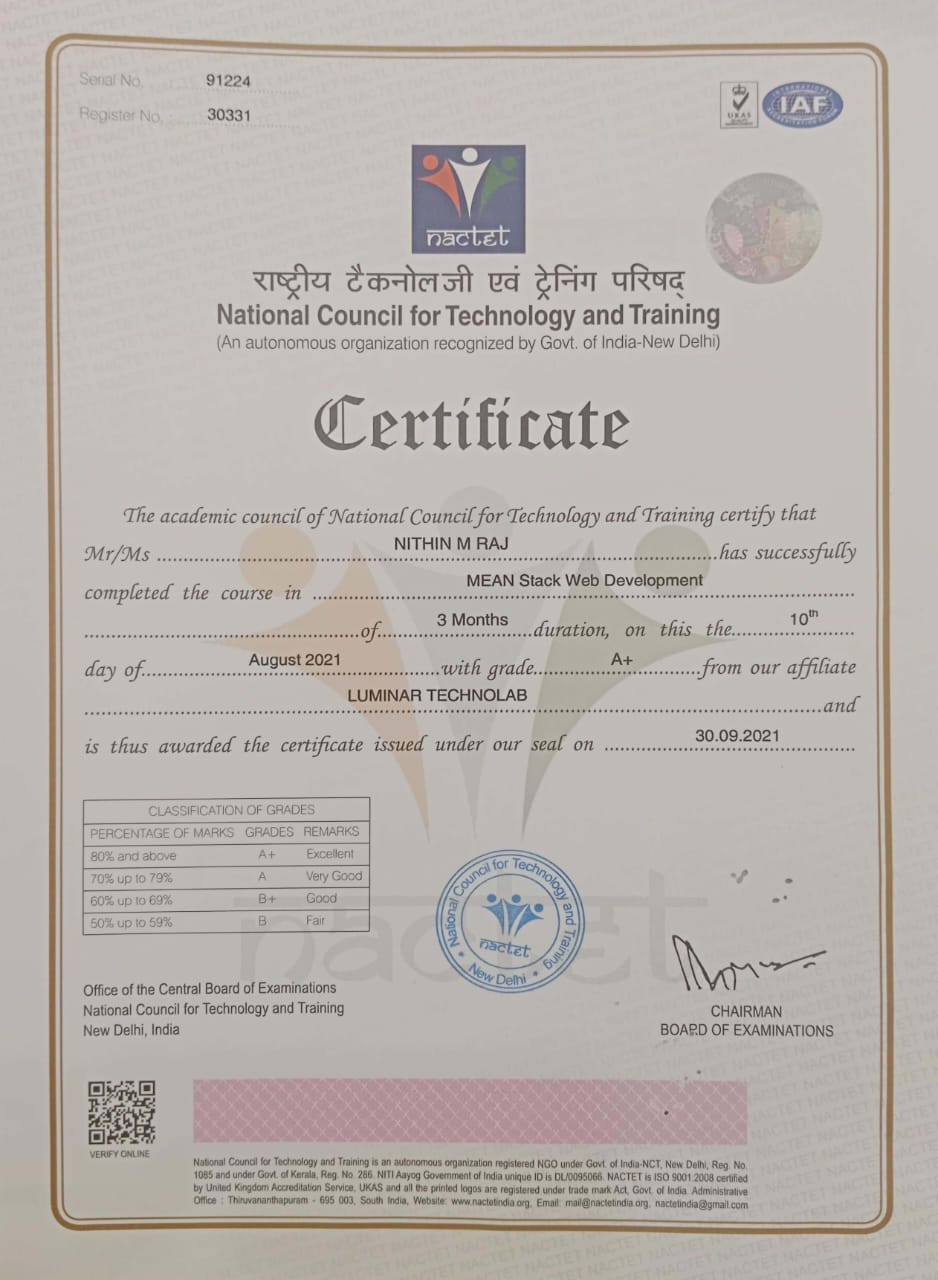 Serial No. 91224
Register No. : 30331
UKAS
IAF
nactet
राष्ट्रीय टैकनोलजी एवं ट्रेनिंग परिषद्
National Council for Technology and Training
(An autonomous organization recognized by Govt. of India-New Delhi)
Certificate
The academic council of National Council for Technology and Training certify that
Mr/Ms NITHIN M RAJ has successfully
completed the course in MEAN Stack Web Development
of 3 Months duration, on this the 10th
day of August 2021 with grade A+ from our affiliate
LUMINAR TECHNOLAB and
is thus awarded the certificate issued under our seal on 30.09.2021
CLASSIFICATION OF GRADES
PERCENTAGE OF MARKS GRADES REMARKS
80% and above A+ Excellent
70% up to 79% A Very Good
60% up to 69% B+ Good
50% up to 59% B Fair
National Council for Technology and Training
nactet
New Delhi
Office of the Central Board of Examinations
National Council for Technology and Training
New Delhi, India
CHAIRMAN
BOARD OF EXAMINATIONS
VERIFY ONLINE
National Council for Technology and Training is an autonomous organization registered NGO under Govt. of India-NCT, New Delhi, Reg. No.
1085 and under Govt. of Kerala, Reg. No. 286. NITI Aayog Government of India unique ID is DL/0095066. NACTET is ISO 9001:2008 certified
by United Kingdom Accreditation Service, UKAS and all the printed logos are registered under trade mark Act, Govt. of India. Administrative
Office : Thiruvananthapuram - 695 003, South India, Website: www.nactetindia.org, Email: mail@nactetindia.org, nactetindia@gmail.com